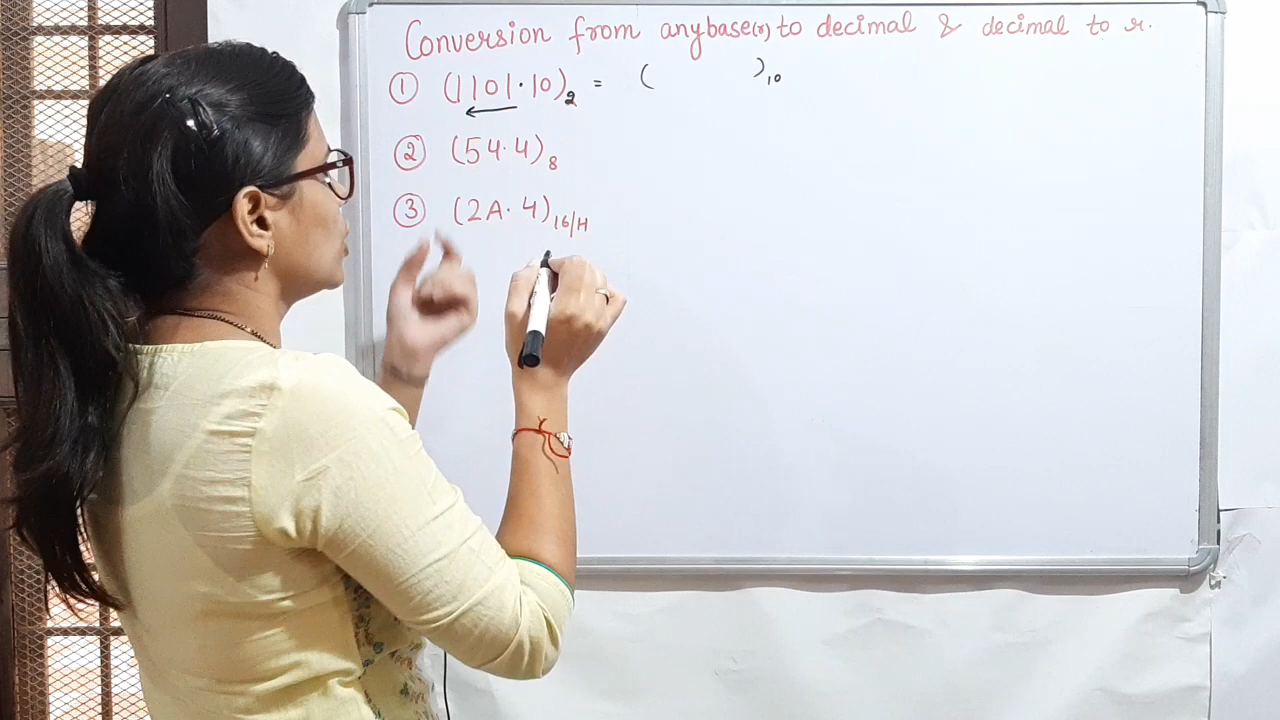 Conversion from anybase(r) to decimal & decimal to r.
① (1101.10)₂ = (          )₁₀
② (54.4)₈
③ (2A.4)₁₆/H